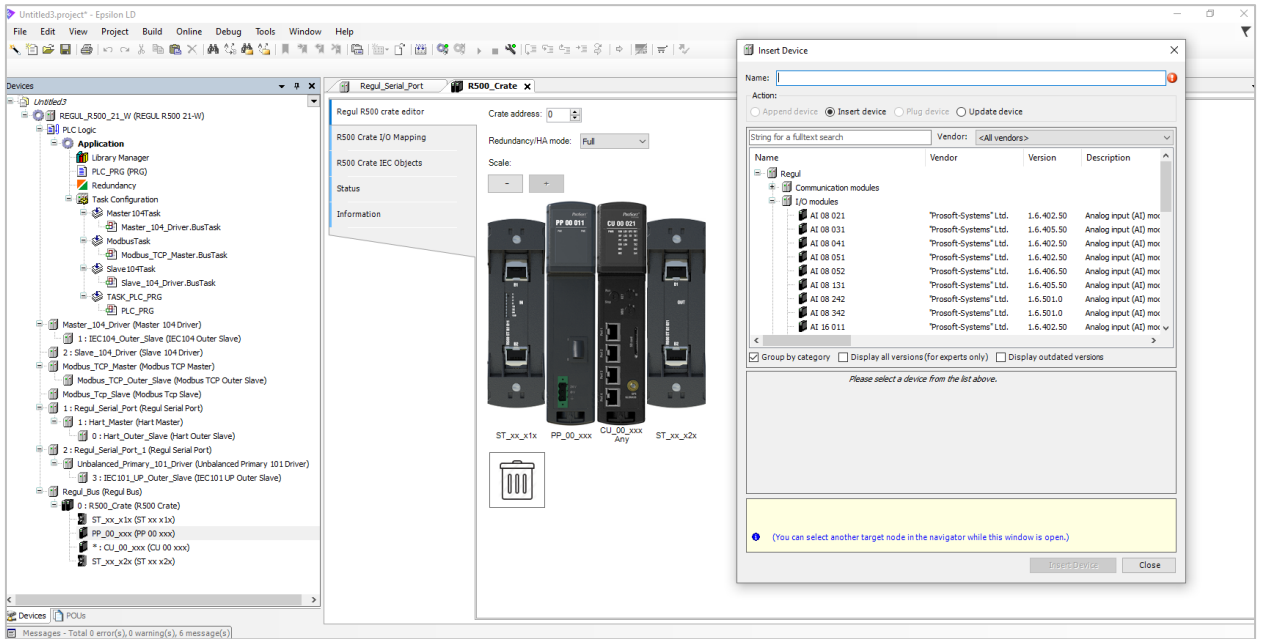 Untitled3.project* - Epsilon LD
File Edit View Project Build Online Debug Tools Window Help
Devices
Untitled3
REGUL_R500_21_W (REGUL R500 21-W)
PLC Logic
Application
Library Manager
PLC_PRG (PRG)
Redundancy
Task Configuration
Master104Task
Master_104_Driver.BusTask
ModbusTask
Modbus_TCP_Master.BusTask
Slave104Task
Slave_104_Driver.BusTask
TASK_PLC_PRG
PLC_PRG
Master_104_Driver (Master 104 Driver)
1 : IEC104_Outer_Slave (IEC104 Outer Slave)
2 : Slave_104_Driver (Slave 104 Driver)
Modbus_TCP_Master (Modbus TCP Master)
Modbus_TCP_Outer_Slave (Modbus TCP Outer Slave)
Modbus_Tcp_Slave (Modbus Tcp Slave)
1 : Regul_Serial_Port (Regul Serial Port)
1 : Hart_Master (Hart Master)
0 : Hart_Outer_Slave (Hart Outer Slave)
2 : Regul_Serial_Port_1 (Regul Serial Port)
Unbalanced_Primary_101_Driver (Unbalanced Primary 101 Driver)
3 : IEC101_UP_Outer_Slave (IEC101 UP Outer Slave)
Regul_Bus (Regul Bus)
0 : R500_Crate (R500 Crate)
ST_xx_x1x (ST xx x1x)
PP_00_xxx (PP 00 xxx)
* : CU_00_xxx (CU 00 xxx)
ST_xx_x2x (ST xx x2x)
Devices POUs
Messages - Total 0 error(s), 0 warning(s), 6 message(s)
Regul_Serial_Port R500_Crate
Regul R500 crate editor
R500 Crate I/O Mapping
R500 Crate IEC Objects
Status
Information
Crate address: 0
Redundancy/HA mode: Full
Scale:
- +
PP 00 011 CU 00 021
ST_xx_x1x PP_00_xxx CU_00_xxx ST_xx_x2x
Any
Insert Device
Name:
Action:
Append device Insert device Plug device Update device
String for a fulltext search Vendor: <All vendors>
Name Vendor Version Description
Regul
Communication modules
I/O modules
AI 08 021 "Prosoft-Systems" Ltd. 1.6.402.50 Analog input (AI) moc
AI 08 031 "Prosoft-Systems" Ltd. 1.6.405.50 Analog input (AI) moc
AI 08 041 "Prosoft-Systems" Ltd. 1.6.402.50 Analog input (AI) moc
AI 08 051 "Prosoft-Systems" Ltd. 1.6.402.50 Analog input (AI) moc
AI 08 052 "Prosoft-Systems" Ltd. 1.6.406.50 Analog input (AI) moc
AI 08 131 "Prosoft-Systems" Ltd. 1.6.405.50 Analog input (AI) moc
AI 08 242 "Prosoft-Systems" Ltd. 1.6.501.0 Analog input (AI) moc
AI 08 342 "Prosoft-Systems" Ltd. 1.6.501.0 Analog input (AI) moc
AI 16 011 "Prosoft-Systems" Ltd. 1.6.402.50 Analog input (AI) moc
Group by category Display all versions (for experts only) Display outdated versions
Please select a device from the list above.
(You can select another target node in the navigator while this window is open.)
Insert Device Close